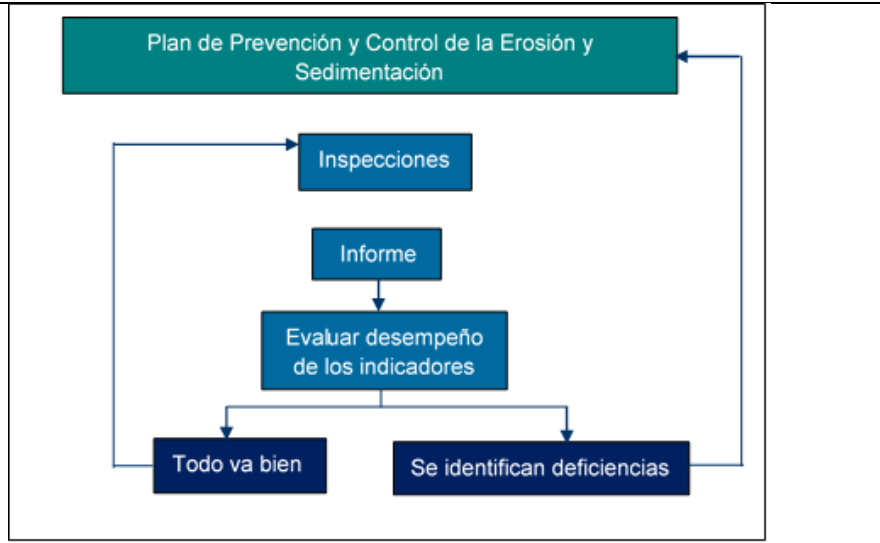 Plan de Prevención y Control de la Erosión y
Sedimentación
Inspecciones
Informe
Evaluar desempeño
de los indicadores
Todo va bien
Se identifican deficiencias